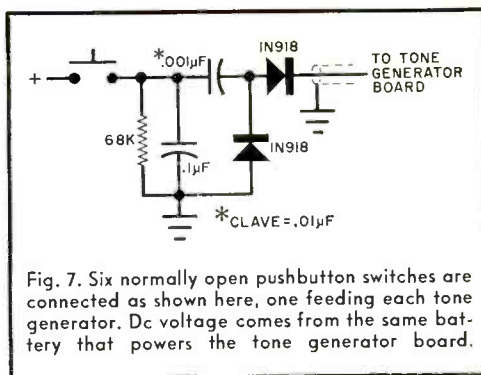 *.001µF
IN918
TO TONE
GENERATOR
BOARD
+
68K
.1µF
IN918
*CLAVE=.01µF
Fig. 7. Six normally open pushbutton switches are
connected as shown here, one feeding each tone
generator. Dc voltage comes from the same bat-
tery that powers the tone generator board.